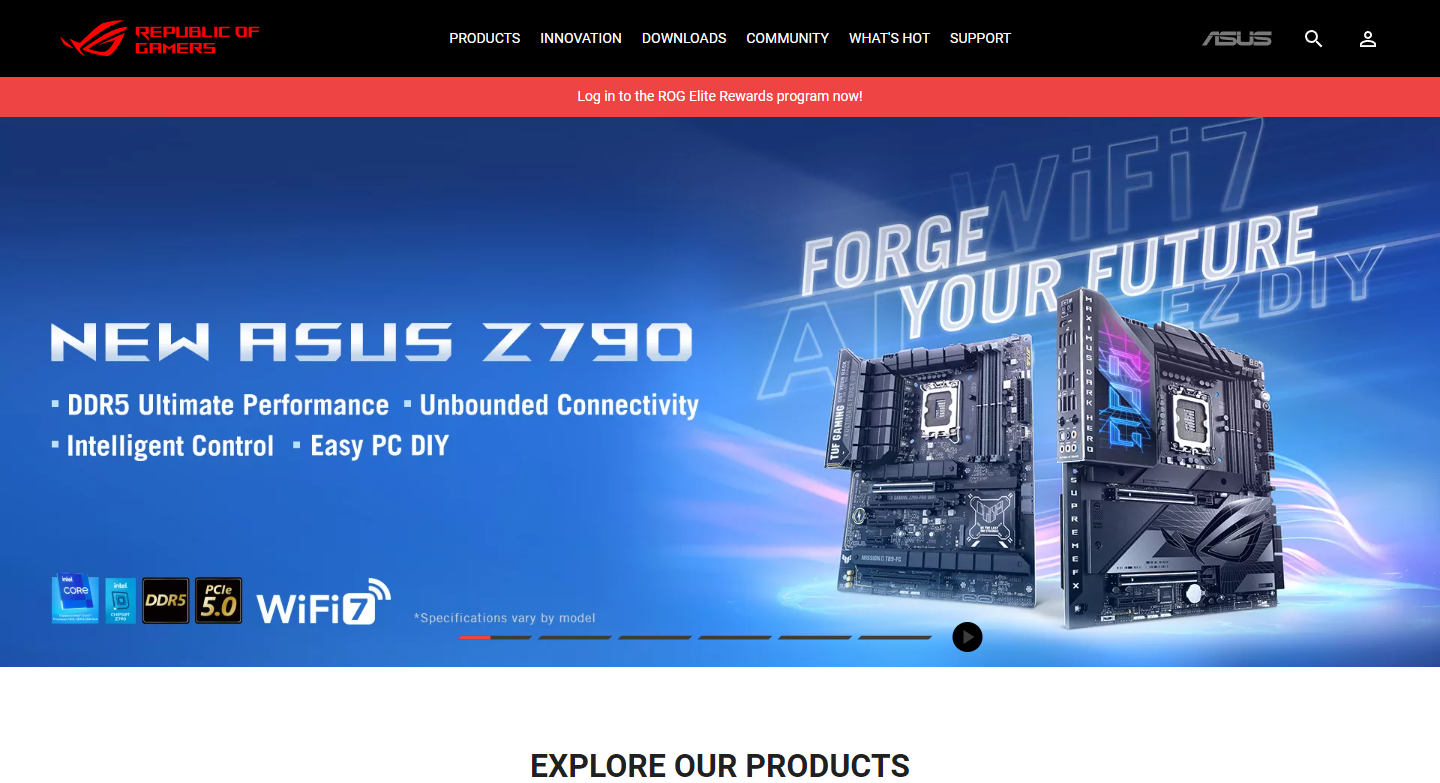 REPUBLIC OF
GAMERS
PRODUCTS INNOVATION DOWNLOADS COMMUNITY WHAT'S HOT SUPPORT
ASUS
Log in to the ROG Elite Rewards program now!
WiFi7
FORGE
YOUR FUTURE
AI
EZ DIY
NEW ASUS Z790
▪ DDR5 Ultimate Performance ▪ Unbounded Connectivity
▪ Intelligent Control ▪ Easy PC DIY
MAXIMUS DARK HERO
TUF GAMING
SUPREMEFX
intel
CORE
intel
CHIPSET
Z790
DDR5
PCIe
5.0
WiFi 7
*Specifications vary by model
EXPLORE OUR PRODUCTS